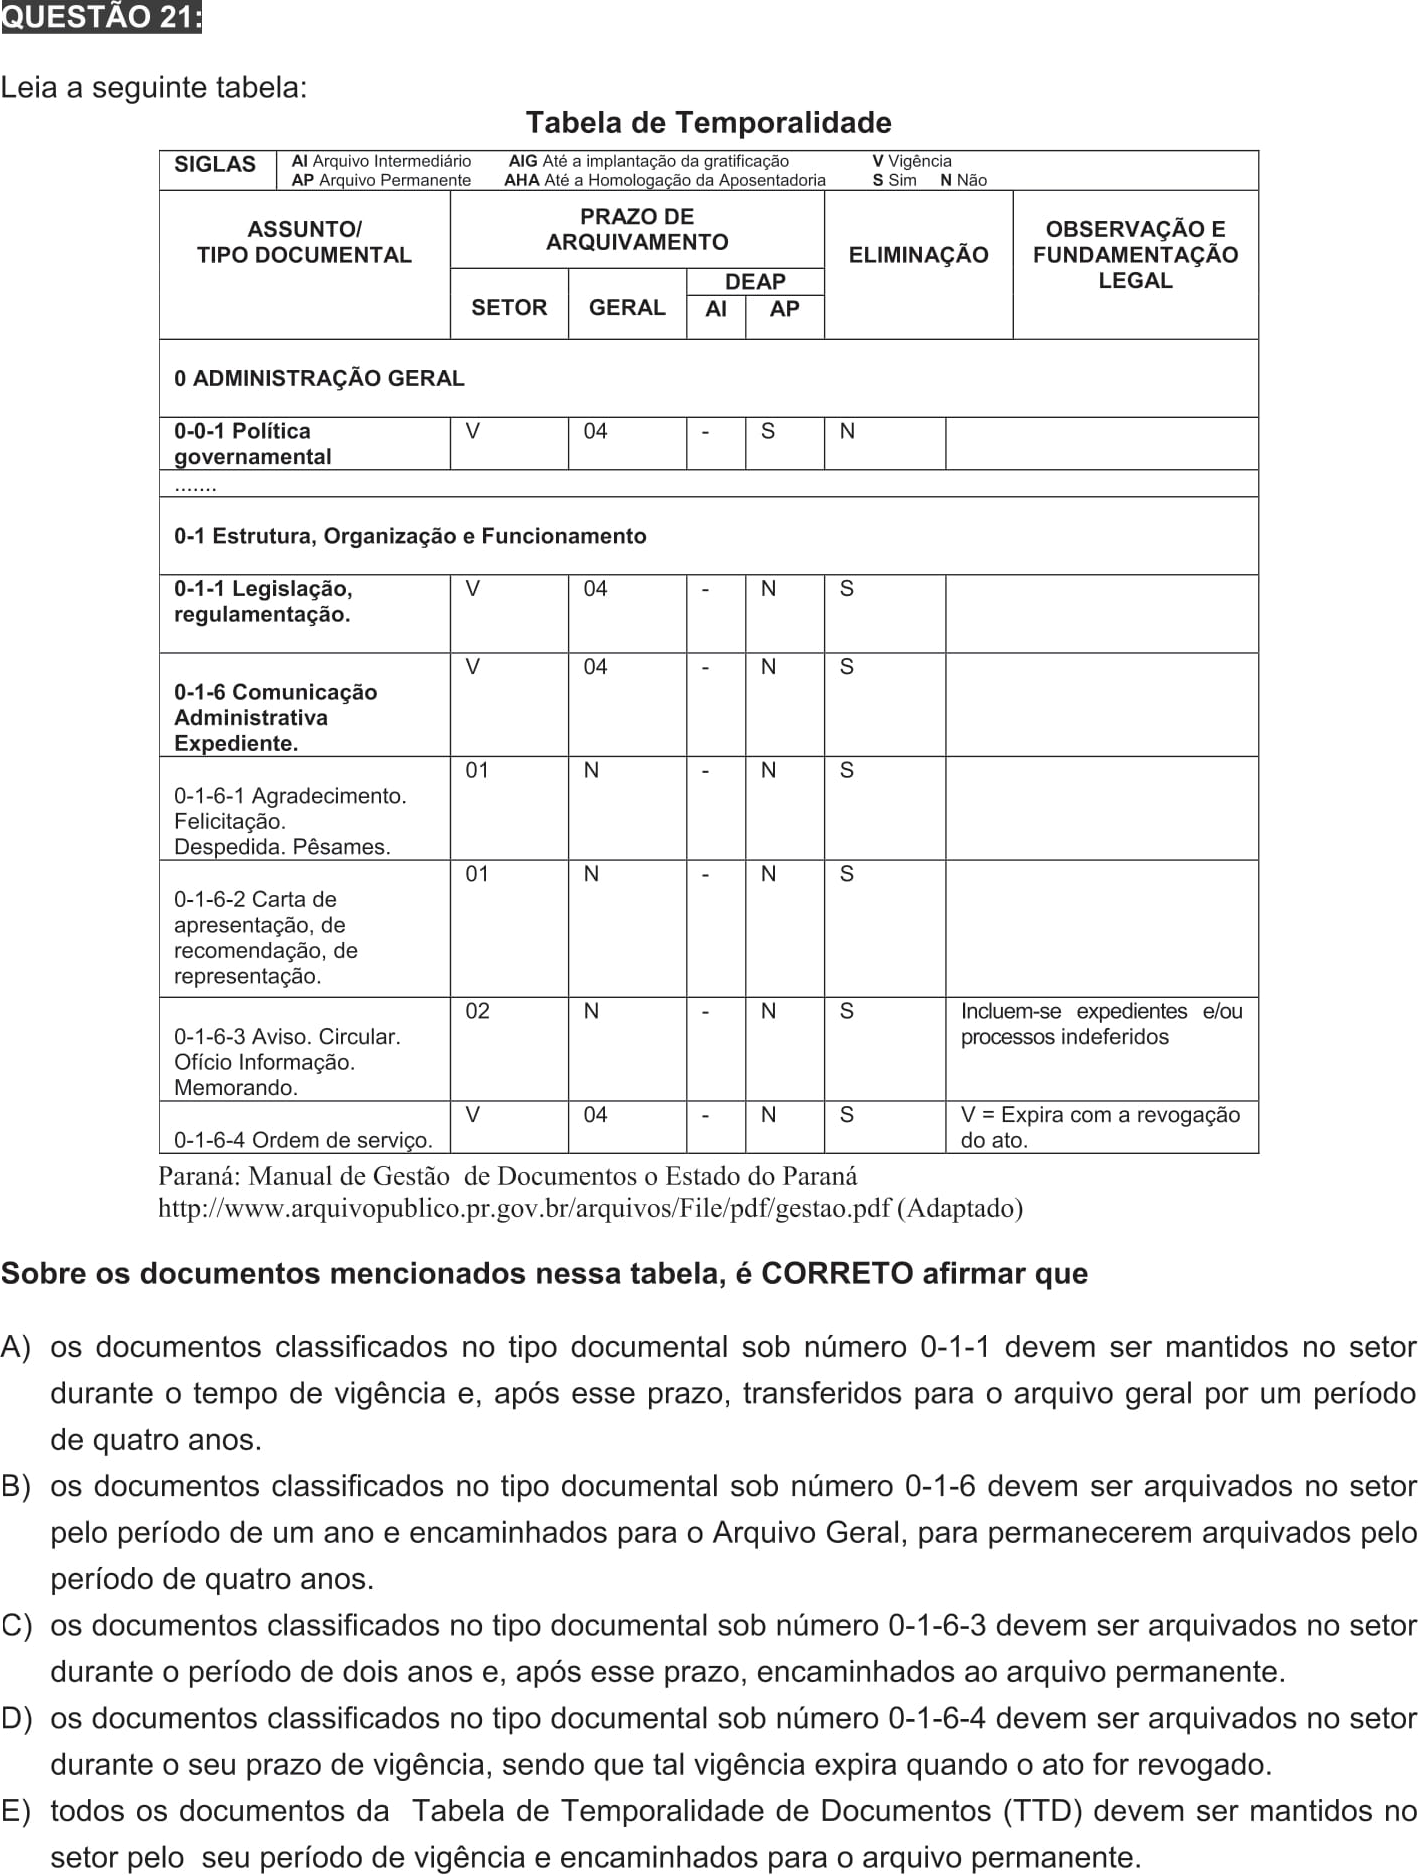 QUESTÃO 21:
Leia a seguinte tabela:
Tabela de Temporalidade
SIGLAS AI Arquivo Intermediário AIG Até a implantação da gratificação V Vigência
AP Arquivo Permanente AHA Até a Homologação da Aposentadoria S Sim N Não
ASSUNTO/
TIPO DOCUMENTAL
PRAZO DE
ARQUIVAMENTO
ELIMINAÇÃO
OBSERVAÇÃO E
FUNDAMENTAÇÃO
LEGAL
SETOR GERAL DEAP
AI AP
0 ADMINISTRAÇÃO GERAL
0-0-1 Política V 04 - S N
governamental
.......
0-1 Estrutura, Organização e Funcionamento
0-1-1 Legislação, V 04 - N S
regulamentação.
V 04 - N S
0-1-6 Comunicação
Administrativa
Expediente.
01 N - N S
0-1-6-1 Agradecimento.
Felicitação.
Despedida. Pêsames.
01 N - N S
0-1-6-2 Carta de
apresentação, de
recomendação, de
representação.
02 N - N S Incluem-se expedientes e/ou
0-1-6-3 Aviso. Circular. processos indeferidos
Ofício Informação.
Memorando.
V 04 - N S V = Expira com a revogação
0-1-6-4 Ordem de serviço. do ato.
Paraná: Manual de Gestão de Documentos o Estado do Paraná
http://www.arquivopublico.pr.gov.br/arquivos/File/pdf/gestao.pdf (Adaptado)
Sobre os documentos mencionados nessa tabela, é CORRETO afirmar que
A) os documentos classificados no tipo documental sob número 0-1-1 devem ser mantidos no setor
durante o tempo de vigência e, após esse prazo, transferidos para o arquivo geral por um período
de quatro anos.
B) os documentos classificados no tipo documental sob número 0-1-6 devem ser arquivados no setor
pelo período de um ano e encaminhados para o Arquivo Geral, para permanecerem arquivados pelo
período de quatro anos.
C) os documentos classificados no tipo documental sob número 0-1-6-3 devem ser arquivados no setor
durante o período de dois anos e, após esse prazo, encaminhados ao arquivo permanente.
D) os documentos classificados no tipo documental sob número 0-1-6-4 devem ser arquivados no setor
durante o seu prazo de vigência, sendo que tal vigência expira quando o ato for revogado.
E) todos os documentos da Tabela de Temporalidade de Documentos (TTD) devem ser mantidos no
setor pelo seu período de vigência e encaminhados para o arquivo permanente.